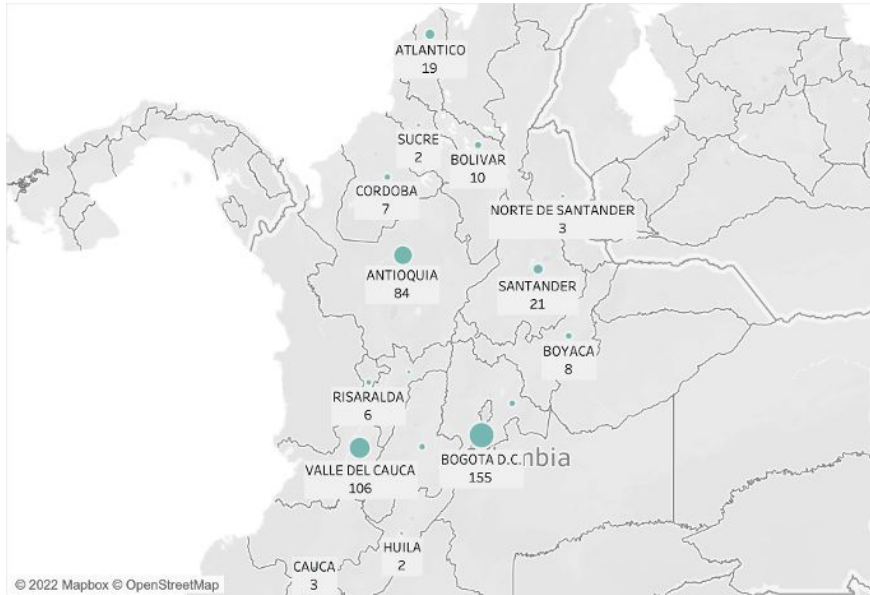 ATLANTICO
19
SUCRE
2
BOLIVAR
10
CORDOBA
7
NORTE DE SANTANDER
3
ANTIOQUIA
84
SANTANDER
21
BOYACA
8
RISARALDA
6
VALLE DEL CAUCA
106
BOGOTA D.C.
155
HUILA
2
CAUCA
3
© 2022 Mapbox © OpenStreetMap